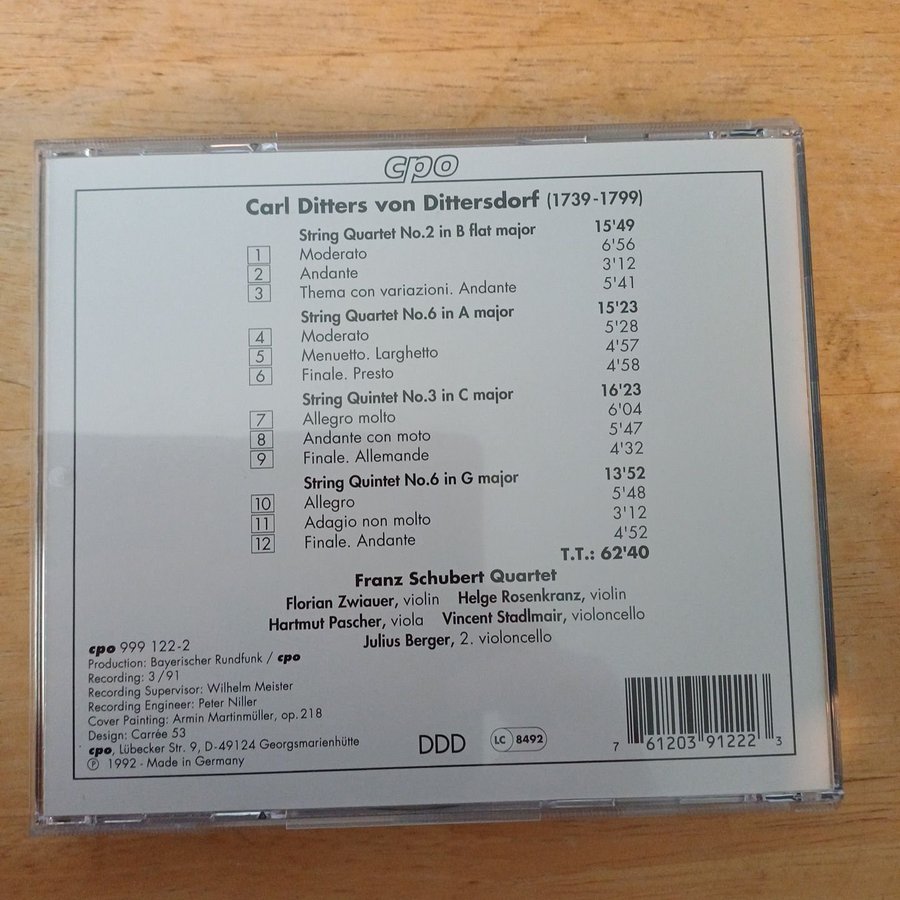 cpo
Carl Ditters von Dittersdorf (1739-1799)
String Quartet No.2 in B flat major 15'49
1 Moderato 6'56
2 Andante 3'12
3 Thema con variazioni. Andante 5'41
String Quartet No.6 in A major 15'23
4 Moderato 5'28
5 Menuetto. Larghetto 4'57
6 Finale. Presto 4'58
String Quintet No.3 in C major 16'23
7 Allegro molto 6'04
8 Andante con moto 5'47
9 Finale. Allemande 4'32
String Quintet No.6 in G major 13'52
10 Allegro 5'48
11 Adagio non molto 3'12
12 Finale. Andante 4'52
T.T.: 62'40
Franz Schubert Quartet
Florian Zwiauer, violin Helge Rosenkranz, violin
Hartmut Pascher, viola Vincent Stadlmair, violoncello
Julius Berger, 2. violoncello
cpo 999 122-2
Production: Bayerischer Rundfunk / cpo
Recording: 3/91
Recording Supervisor: Wilhelm Meister
Recording Engineer: Peter Niller
Cover Painting: Armin Martinmüller, op.218
Design: Carrée 53
cpo, Lübecker Str. 9, D-49124 Georgsmarienhütte
℗ 1992 - Made in Germany
DDD
LC 8492
7 61203 91222 3